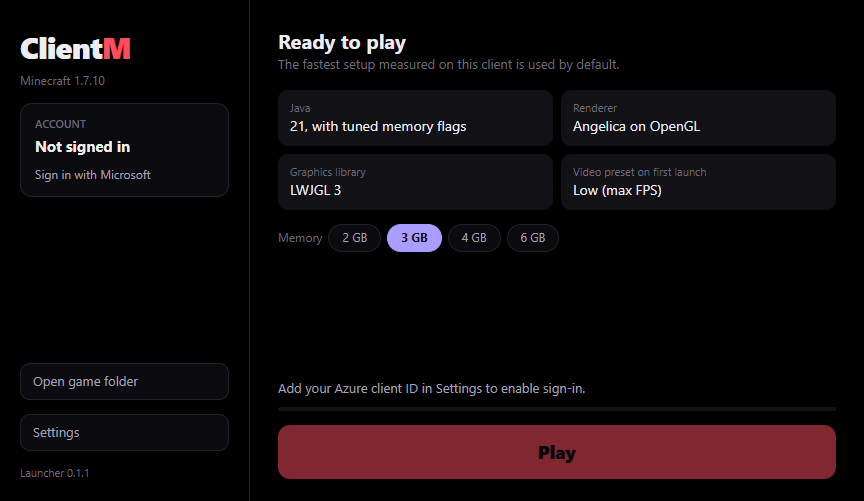 ClientM
Minecraft 1.7.10
ACCOUNT
Not signed in
Sign in with Microsoft
Open game folder
Settings
Launcher 0.1.1
Ready to play
The fastest setup measured on this client is used by default.
Java
21, with tuned memory flags
Renderer
Angelica on OpenGL
Graphics library
LWJGL 3
Video preset on first launch
Low (max FPS)
Memory 2 GB 3 GB 4 GB 6 GB
Add your Azure client ID in Settings to enable sign-in.
Play